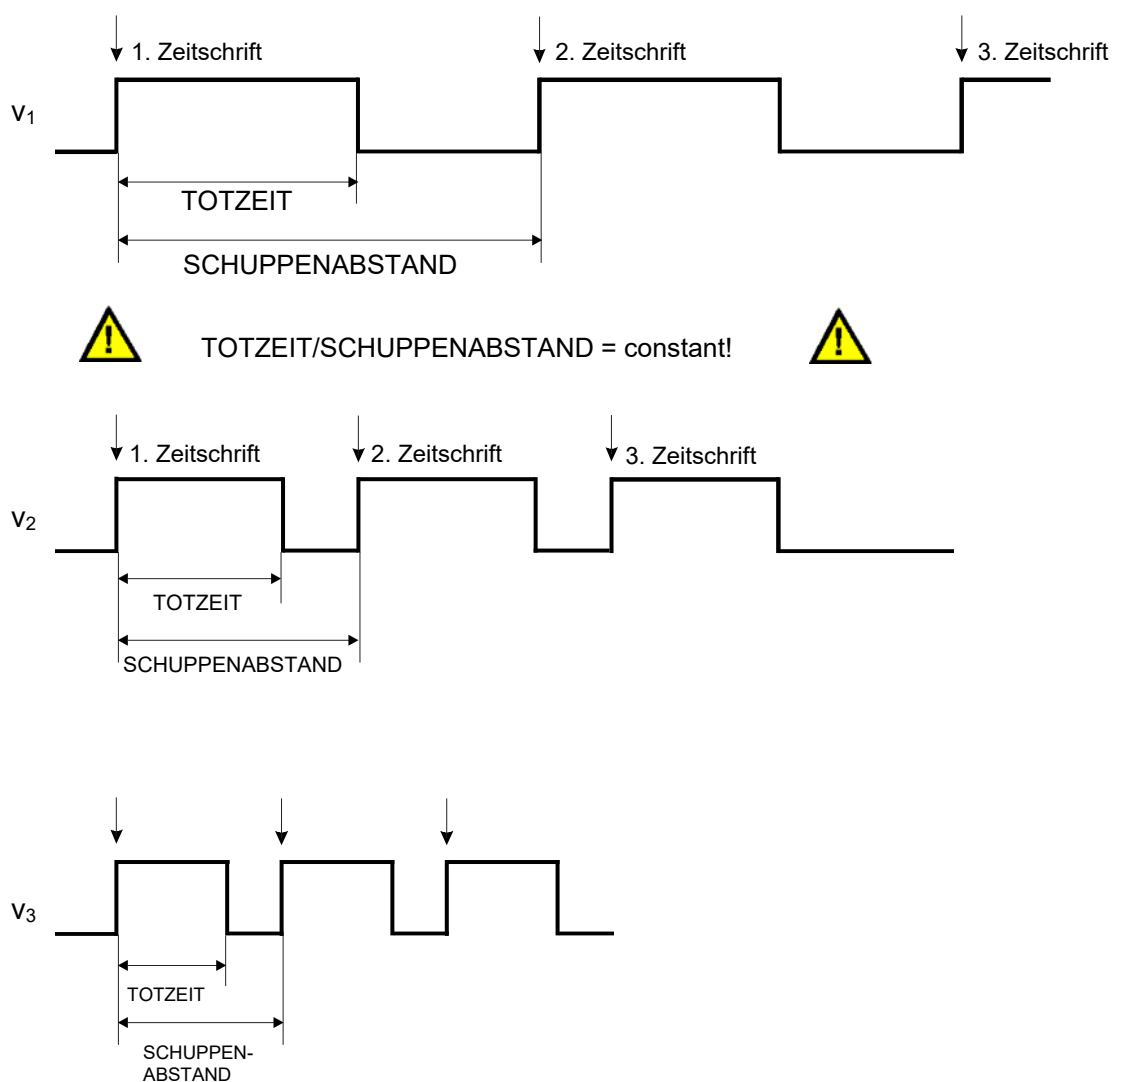 1. Zeitschrift
2. Zeitschrift
3. Zeitschrift
v1
TOTZEIT
SCHUPPENABSTAND
! TOTZEIT/SCHUPPENABSTAND = constant! !
1. Zeitschrift
2. Zeitschrift
3. Zeitschrift
v2
TOTZEIT
SCHUPPENABSTAND
v3
TOTZEIT
SCHUPPEN-
ABSTAND